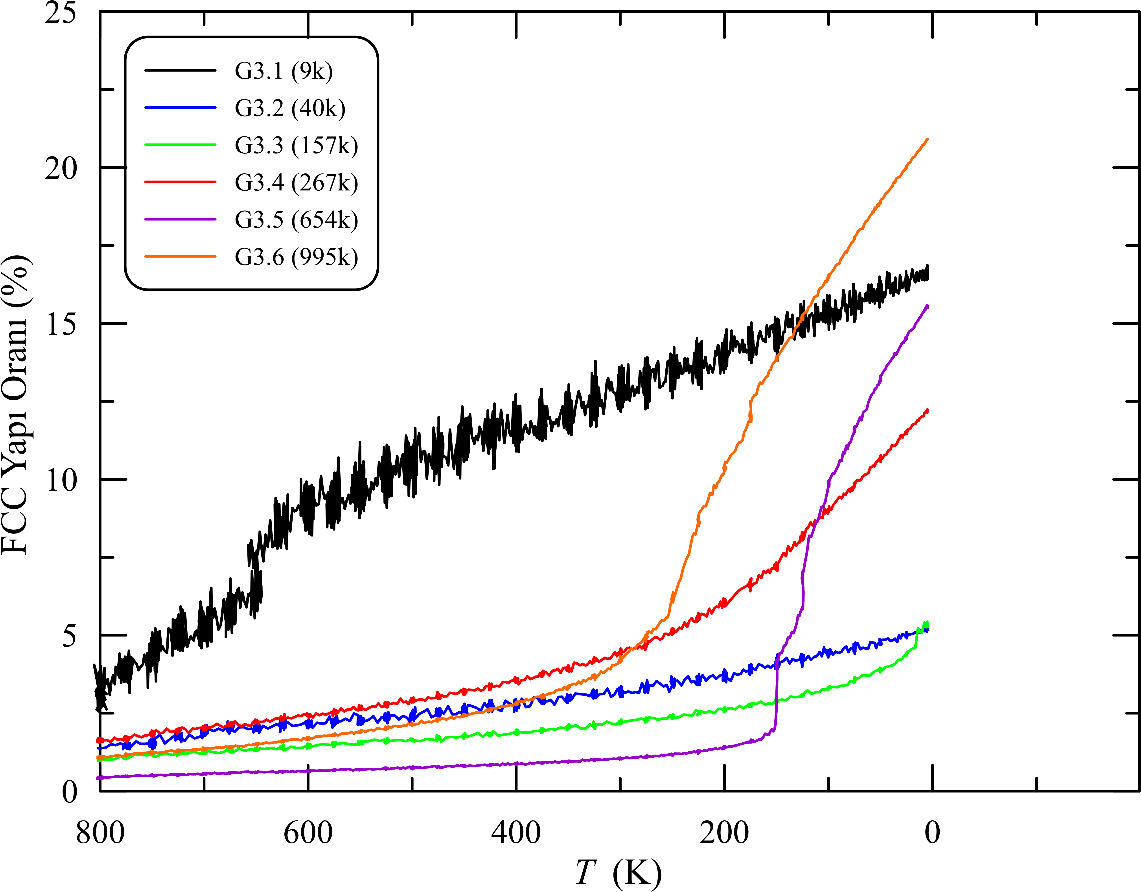 25
20
15
10
5
0
FCC Yapı Oranı (%)
G3.1 (9k)
G3.2 (40k)
G3.3 (157k)
G3.4 (267k)
G3.5 (654k)
G3.6 (995k)
800 600 400 200 0
T (K)